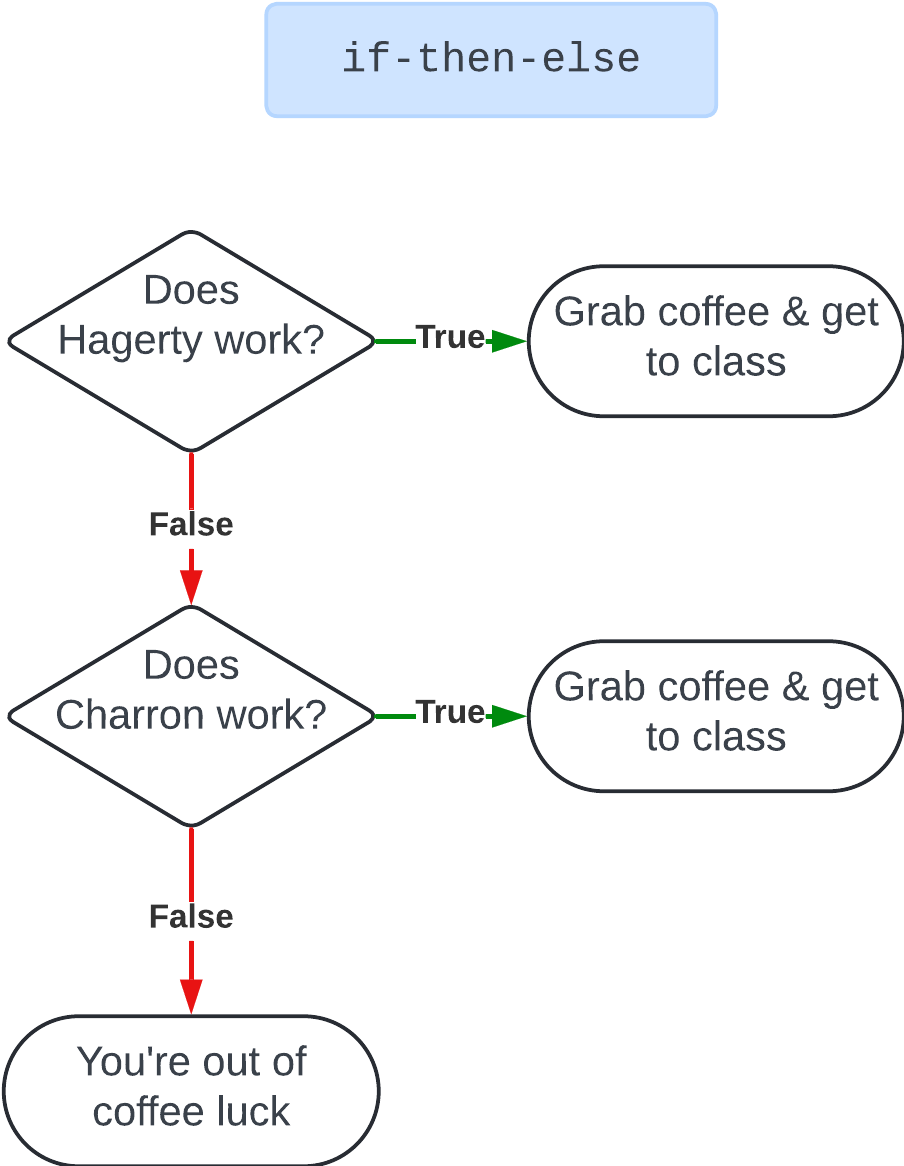 if-then-else
Does
Hagerty work?
True
Grab coffee & get
to class
False
Does
Charron work?
True
Grab coffee & get
to class
False
You're out of
coffee luck